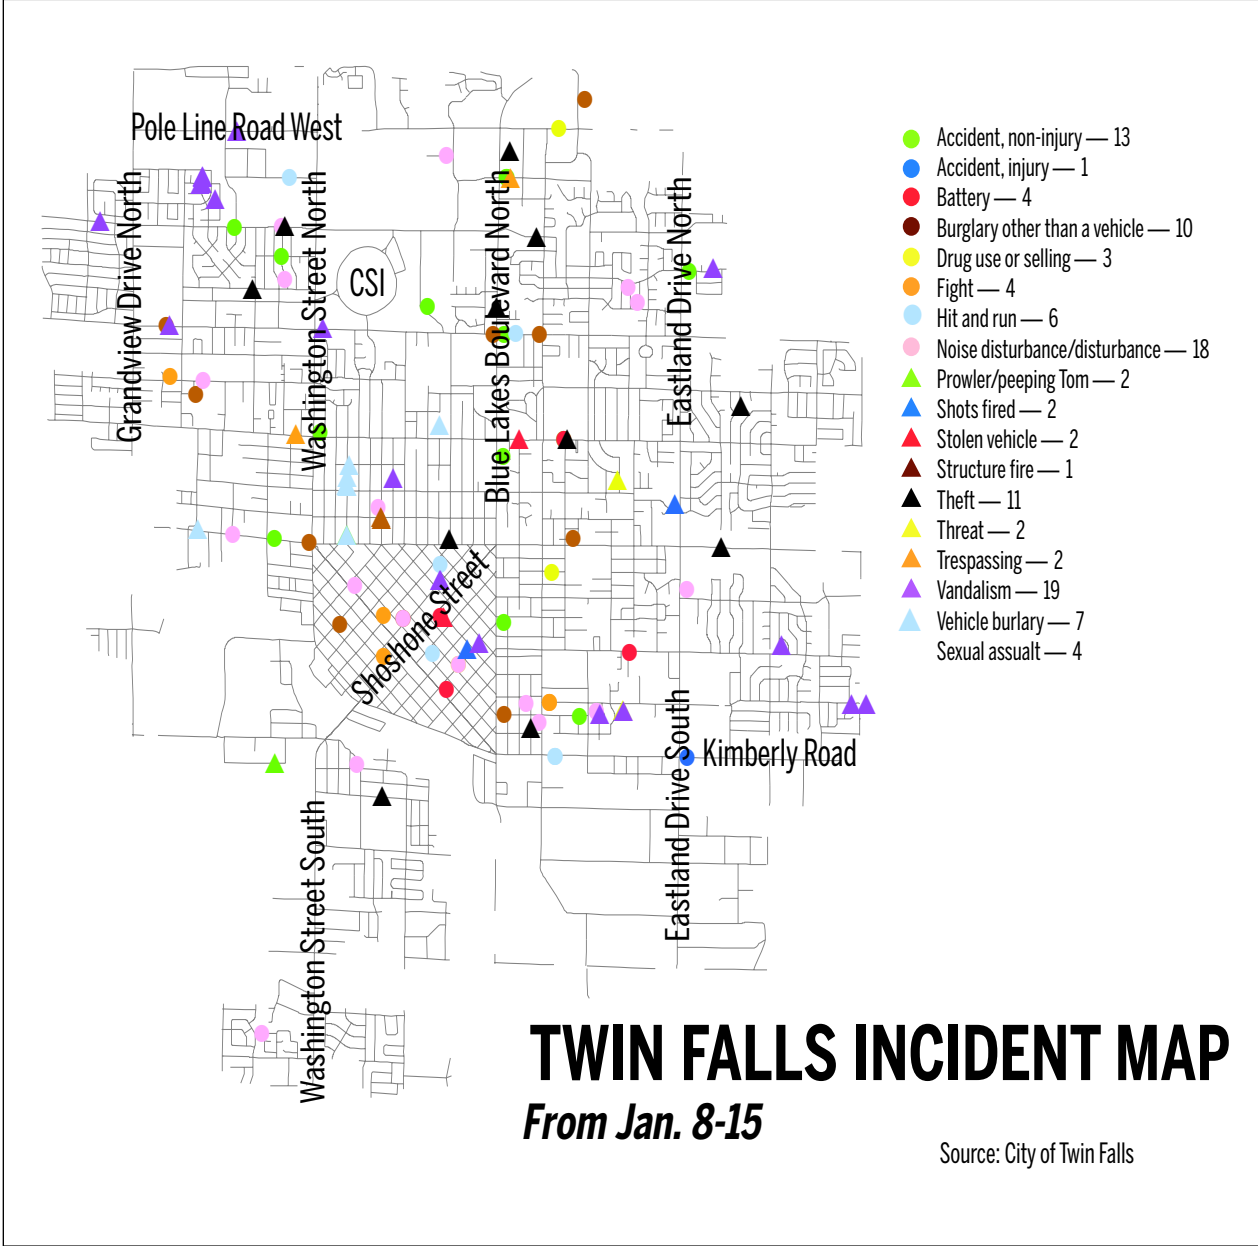 Pole Line Road West
Grandview Drive North
Washington Street North
CSI
Blue Lakes Boulevard North
Eastland Drive North
Shoshone Street
Eastland Drive South
Kimberly Road
Washington Street South
Accident, non-injury — 13
Accident, injury — 1
Battery — 4
Burglary other than a vehicle — 10
Drug use or selling — 3
Fight — 4
Hit and run — 6
Noise disturbance/disturbance — 18
Prowler/peeping Tom — 2
Shots fired — 2
Stolen vehicle — 2
Structure fire — 1
Theft — 11
Threat — 2
Trespassing — 2
Vandalism — 19
Vehicle burlary — 7
Sexual assualt — 4
TWIN FALLS INCIDENT MAP
From Jan. 8-15
Source: City of Twin Falls